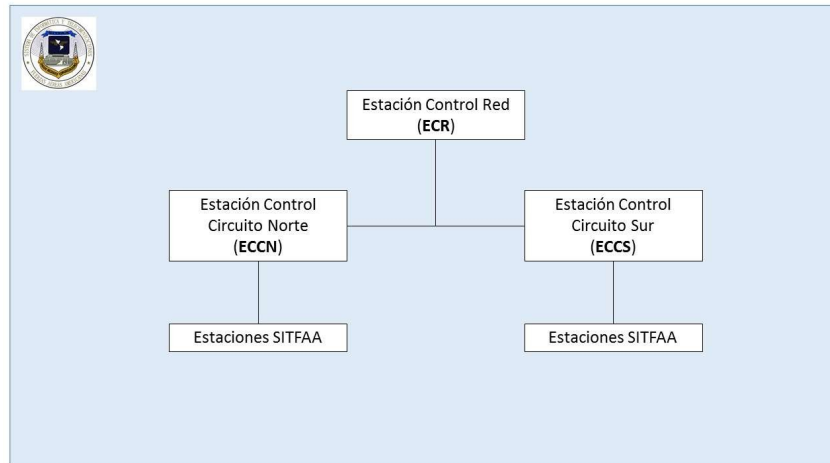 Estación Control Red
(ECR)
Estación Control
Circuito Norte
(ECCN)
Estación Control
Circuito Sur
(ECCS)
Estaciones SITFAA
Estaciones SITFAA